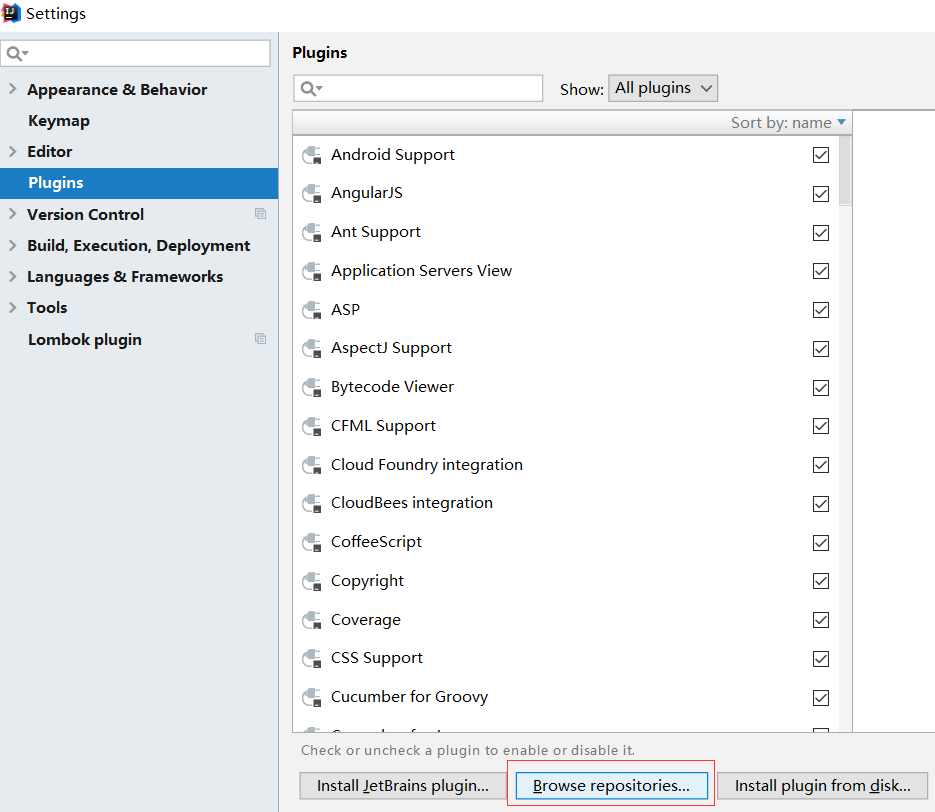 Settings
Appearance & Behavior
Keymap
Editor
Plugins
Version Control
Build, Execution, Deployment
Languages & Frameworks
Tools
Lombok plugin
Plugins
Show: All plugins
Sort by: name
Android Support
AngularJS
Ant Support
Application Servers View
ASP
AspectJ Support
Bytecode Viewer
CFML Support
Cloud Foundry integration
CloudBees integration
CoffeeScript
Copyright
Coverage
CSS Support
Cucumber for Groovy
Check or uncheck a plugin to enable or disable it.
Install JetBrains plugin... Browse repositories... Install plugin from disk...